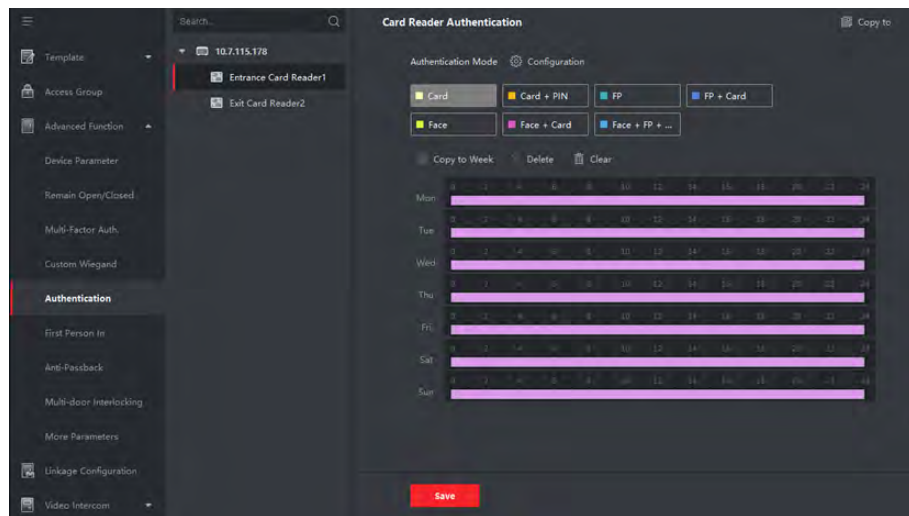 Search...
Card Reader Authentication
Copy to
Template
10.7.115.178
Authentication Mode Configuration
Entrance Card Reader1
Access Group
Card
Card + PIN
FP
FP + Card
Exit Card Reader2
Advanced Function
Face
Face + Card
Face + FP + ...
Device Parameter
Copy to Week
Delete
Clear
Remain Open/Closed
Mon
Multi-Factor Auth.
Tue
Custom Wiegand
Wed
Authentication
Thu
First Person In
Fri
Anti-Passback
Sat
Multi-door Interlocking
Sun
More Parameters
Linkage Configuration
Save
Video Intercom